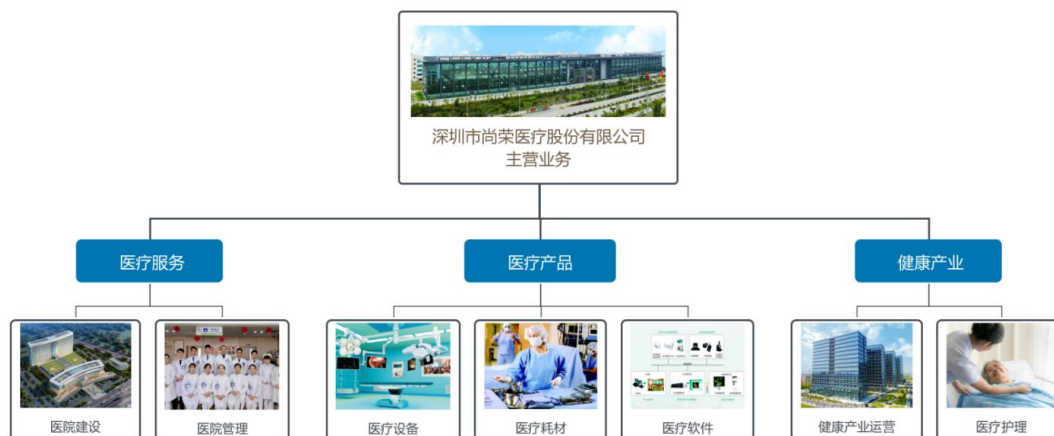 深圳市尚荣医疗股份有限公司
主营业务
医疗服务
医疗产品
健康产业
医院建设
医院管理
医疗设备
医疗耗材
医疗软件
健康产业运营
医疗护理